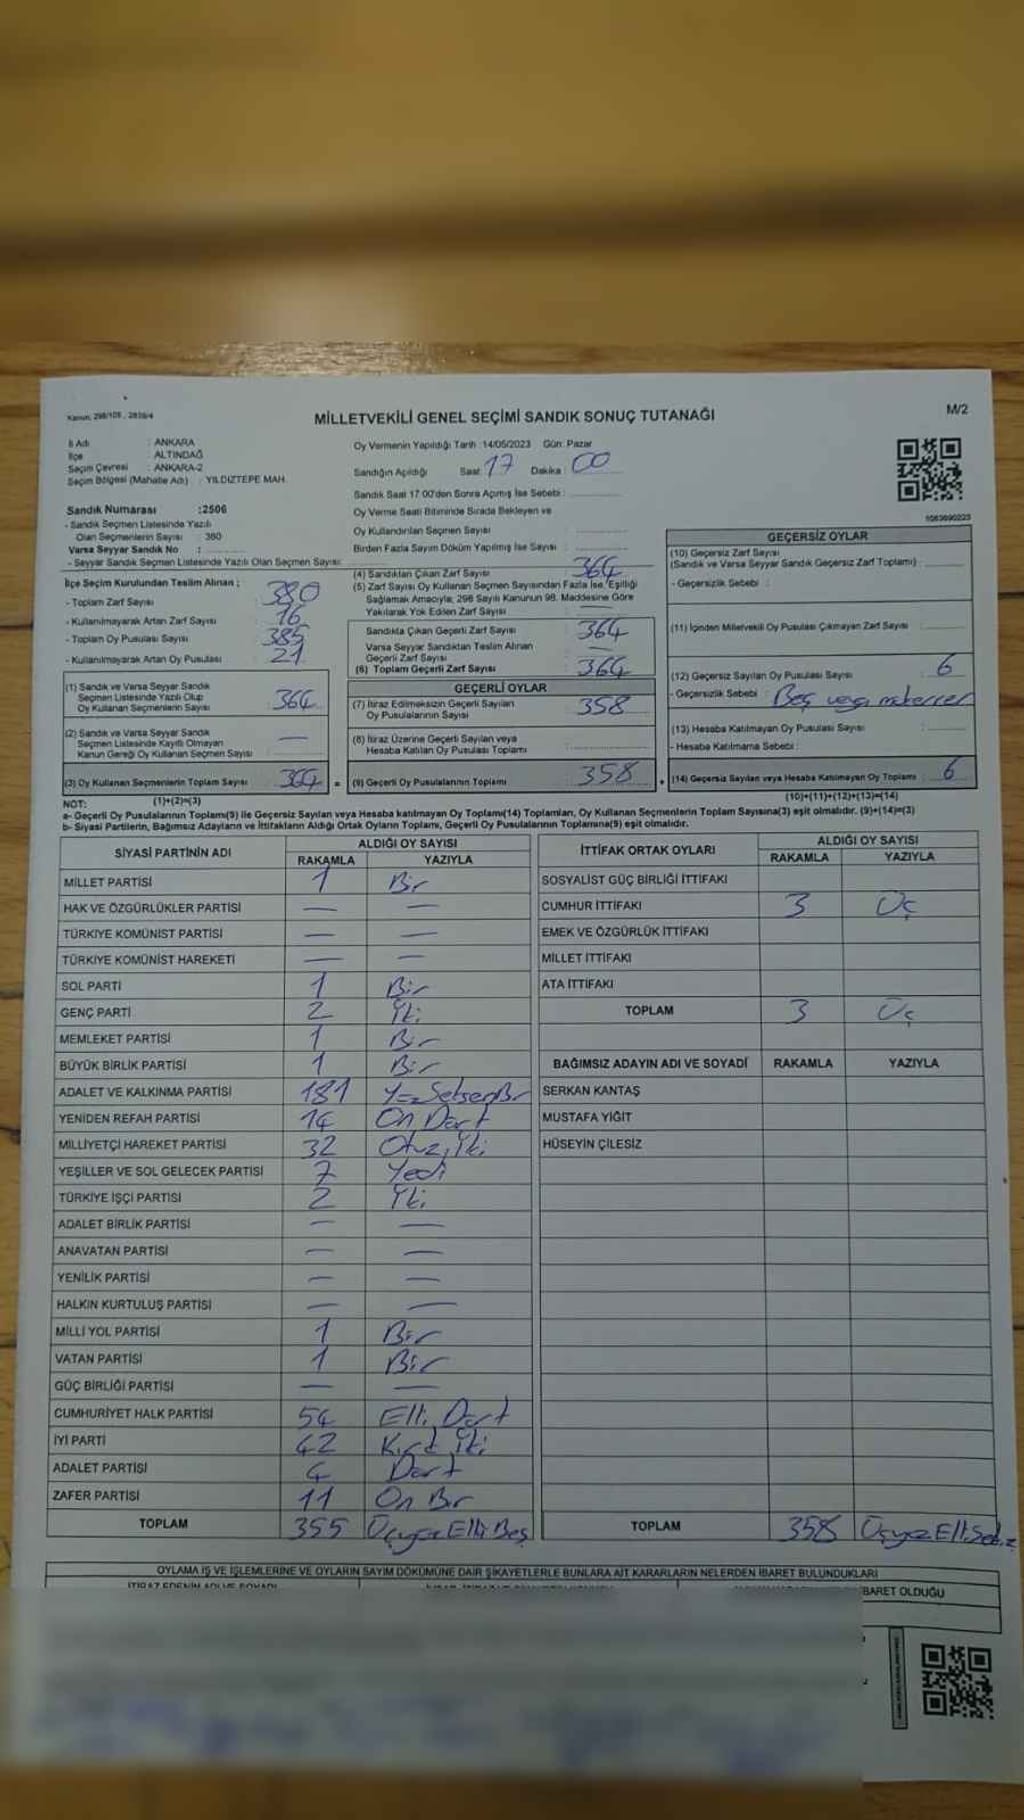 Kanun: 298/105 , 2839/4
M/2
MİLLETVEKİLİ GENEL SEÇİMİ SANDIK SONUÇ TUTANAĞI
İl Adı : ANKARA
İlçe : ALTINDAĞ
Seçim Çevresi : ANKARA-2
Seçim Bölgesi (Mahalle Adı) : YILDIZTEPE MAH.
Oy Vermenin Yapıldığı Tarih :14/05/2023 Gün: Pazar
Sandığın Açıldığı Saat: 17 Dakika : 00
Sandık Saat 17:00'den Sonra Açımış İse Sebebi :
Sandık Numarası :2506
- Sandık Seçmen Listesinde Yazılı
Olan Seçmenlerin Sayısı : 380
Varsa Seyyar Sandık No :
- Seyyar Sandık Seçmen Listesinde Yazılı Olan Seçmen Sayısı:
Oy Verme Saati Bitiminde Sırada Bekleyen ve
Oy Kullandırılan Seçmen Sayısı :
Birden Fazla Sayım Döküm Yapılmış İse Sayısı :
1083690223
İlçe Seçim Kurulundan Teslim Alınan ;
- Toplam Zarf Sayısı : 380
- Kullanılmayarak Artan Zarf Sayısı : 16
- Toplam Oy Pusulası Sayısı : 385
- Kullanılmayarak Artan Oy Pusulası : 21
(4) Sandıktan Çıkan Zarf Sayısı : 364
(5) Zarf Sayısı Oy Kullanan Seçmen Sayısından Fazla İse, Eşitliği
Sağlamak Amacıyla, 298 Sayılı Kanunun 98. Maddesine Göre
Yakılarak Yok Edilen Zarf Sayısı : —
Sandıkta Çıkan Geçerli Zarf Sayısı : 364
Varsa Seyyar Sandıktan Teslim Alınan
Geçerli Zarf Sayısı : —
(6) Toplam Geçerli Zarf Sayısı : 364
(1) Sandık ve Varsa Seyyar Sandık
Seçmen Listesinde Yazılı Olup
Oy Kullanan Seçmenlerin Sayısı : 364
(2) Sandık ve Varsa Seyyar Sandık
Seçmen Listesinde Kayıtlı Olmayan
Kanun Gereği Oy Kullanan Seçmen Sayısı : —
(3) Oy Kullanan Seçmenlerin Toplam Sayısı : 364 =
GEÇERLİ OYLAR
(7) İtiraz Edilmeksizin Geçerli Sayılan
Oy Pusulalarının Sayısı : 358
(8) İtiraz Üzerine Geçerli Sayılan veya
Hesaba Katılan Oy Pusulaları Toplamı :
(9) Geçerli Oy Pusulalarının Toplamı : 358 +
GEÇERSİZ OYLAR
(10) Geçersiz Zarf Sayısı
(Sandık ve Varsa Seyyar Sandık Geçersiz Zarf Toplamı) :
- Geçersizlik Sebebi :
(11) İçinden Milletvekili Oy Pusulası Çıkmayan Zarf Sayısı :
(12) Geçersiz Sayılan Oy Pusulası Sayısı : 6
- Geçersizlik Sebebi : Boş veya mükerrer
(13) Hesaba Katılmayan Oy Pusulası Sayısı :
- Hesaba Katılmama Sebebi :
(14) Geçersiz Sayılan veya Hesaba Katılmayan Oy Toplamı : 6
NOT: (1)+(2)=(3)
(10)+(11)+(12)+(13)=(14)
a- Geçerli Oy Pusulalarının Toplamı(9) ile Geçersiz Sayılan veya Hesaba katılmayan Oy Toplamı(14) Toplamları, Oy Kullanan Seçmenlerin Toplam Sayısına(3) eşit olmalıdır. (9)+(14)=(3)
b- Siyasi Partilerin, Bağımsız Adayların ve İttifakların Aldığı Ortak Oyların Toplamı, Geçerli Oy Pusulalarının Toplamına(9) eşit olmalıdır.
SİYASİ PARTİNİN ADI ALDIĞI OY SAYISI
RAKAMLA YAZIYLA
MİLLET PARTİSİ 1 Bir
HAK VE ÖZGÜRLÜKLER PARTİSİ — —
TÜRKİYE KOMÜNİST PARTİSİ — —
TÜRKİYE KOMÜNİST HAREKETİ — —
SOL PARTİ 1 Bir
GENÇ PARTİ 2 İki
MEMLEKET PARTİSİ 1 Bir
BÜYÜK BİRLİK PARTİSİ 1 Bir
ADALET VE KALKINMA PARTİSİ 181 Yüz Seksen Bir
YENİDEN REFAH PARTİSİ 14 On Dört
MİLLİYETÇİ HAREKET PARTİSİ 32 Otuz İki
YEŞİLLER VE SOL GELECEK PARTİSİ 7 Yedi
TÜRKİYE İŞÇİ PARTİSİ 2 İki
ADALET BİRLİK PARTİSİ — —
ANAVATAN PARTİSİ — —
YENİLİK PARTİSİ — —
HALKIN KURTULUŞ PARTİSİ — —
MİLLİ YOL PARTİSİ 1 Bir
VATAN PARTİSİ 1 Bir
GÜÇ BİRLİĞİ PARTİSİ — —
CUMHURİYET HALK PARTİSİ 54 Elli Dört
İYİ PARTİ 42 Kırk İki
ADALET PARTİSİ 4 Dört
ZAFER PARTİSİ 11 On Bir
TOPLAM 355 Üçyüz Elli Beş
İTTİFAK ORTAK OYLARI ALDIĞI OY SAYISI
RAKAMLA YAZIYLA
SOSYALİST GÜÇ BİRLİĞİ İTTİFAKI
CUMHUR İTTİFAKI 3 Üç
EMEK VE ÖZGÜRLÜK İTTİFAKI
MİLLET İTTİFAKI
ATA İTTİFAKI
TOPLAM 3 Üç
BAĞIMSIZ ADAYIN ADI VE SOYADI RAKAMLA YAZIYLA
SERKAN KANTAŞ
MUSTAFA YİĞİT
HÜSEYİN ÇİLESİZ
TOPLAM 358 Üçyüz Elli Sekiz
OYLAMA İŞ VE İŞLEMLERİNE VE OYLARIN SAYIM DÖKÜMÜNE DAİR ŞİKAYETLERLE BUNLARA AİT KARARLARIN NELERDEN İBARET BULUNDUKLARI
İTİRAZ EDENİN ADI VE SOYADI
İBARET OLDUĞU